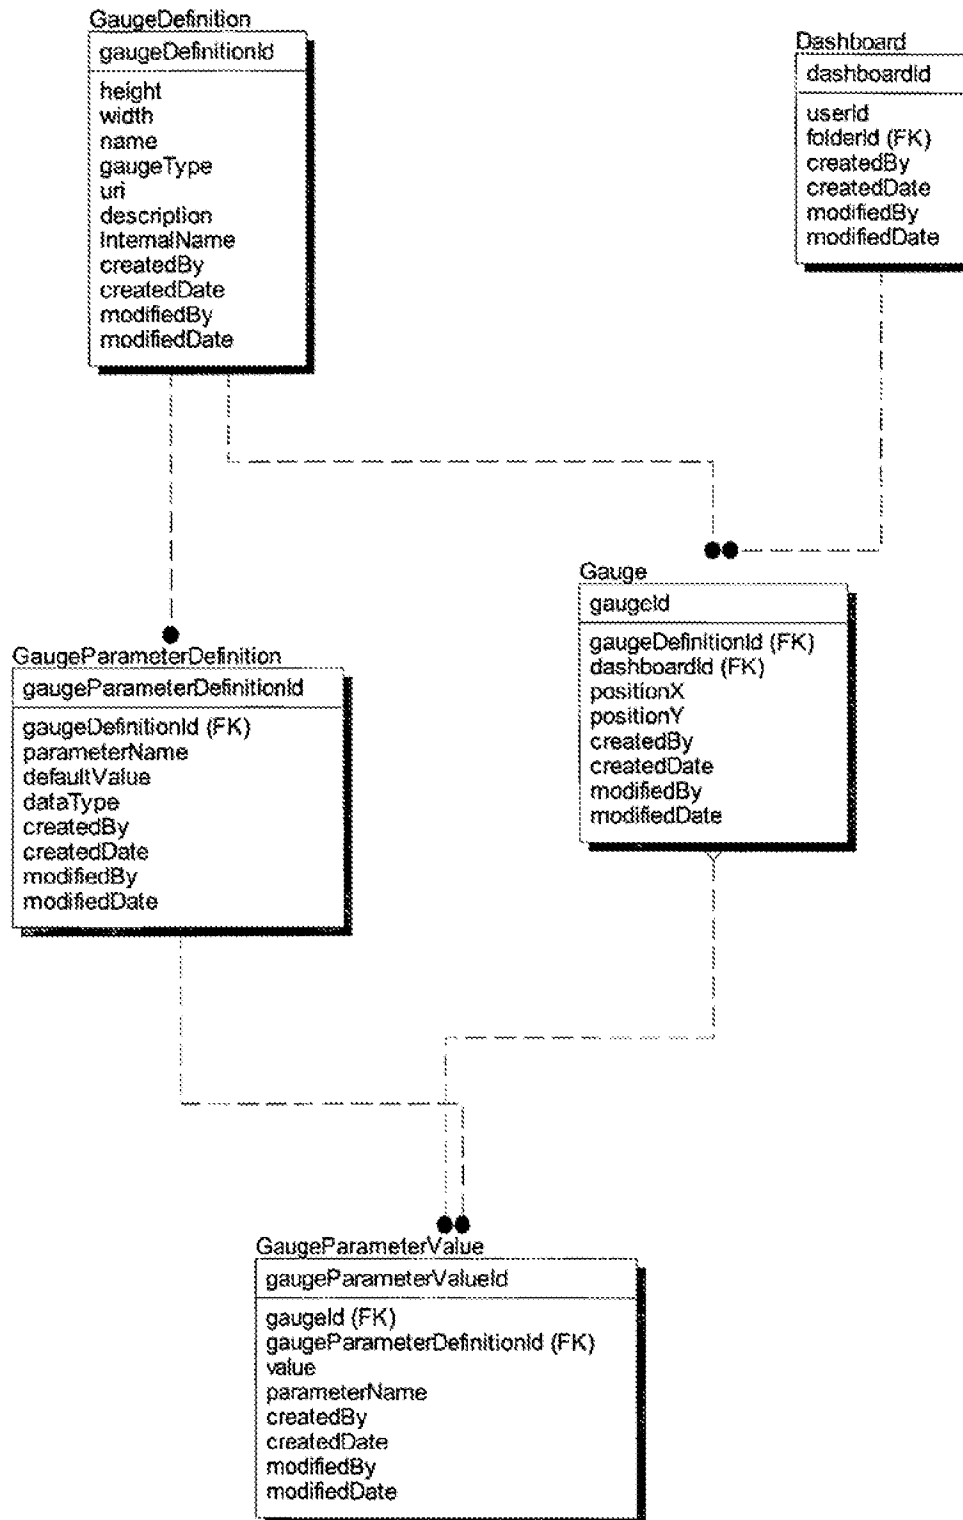 GaugeDefinition
gaugeDefinitionId
height
width
name
gaugeType
uri
description
InternalName
createdBy
createdDate
modifiedBy
modifiedDate
Dashboard
dashboardId
userId
folderId (FK)
createdBy
createdDate
modifiedBy
modifiedDate
Gauge
gaugeId
gaugeDefinitionId (FK)
dashboardId (FK)
positionX
positionY
createdBy
createdDate
modifiedBy
modifiedDate
GaugeParameterDefinition
gaugeParameterDefinitionId
gaugeDefinitionId (FK)
parameterName
defaultValue
dataType
createdBy
createdDate
modifiedBy
modifiedDate
GaugeParameterValue
gaugeParameterValueId
gaugeId (FK)
gaugeParameterDefinitionId (FK)
value
parameterName
createdBy
createdDate
modifiedBy
modifiedDate